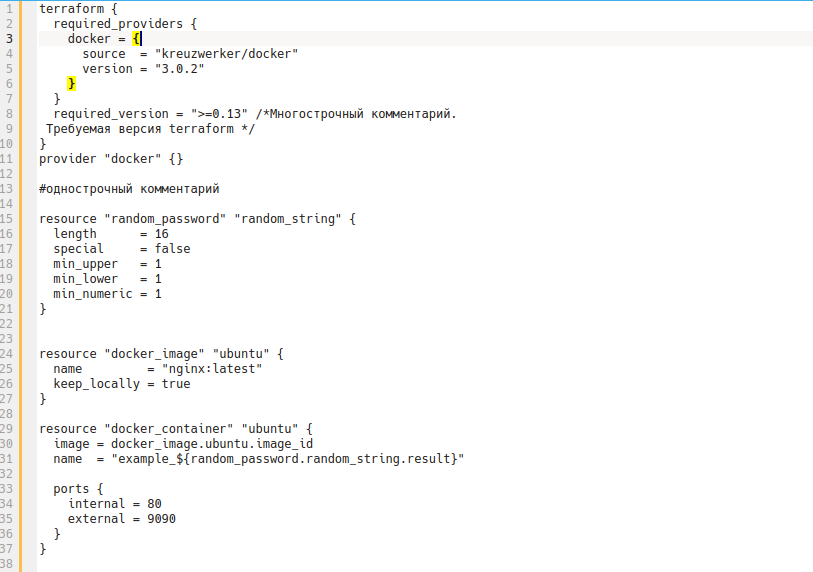 1 terraform {
2   required_providers {
3     docker = {
4       source  = "kreuzwerker/docker"
5       version = "3.0.2"
6     }
7   }
8   required_version = ">=0.13" /*Многострочный комментарий.
9  Требуемая версия terraform */
10 }
11 provider "docker" {}
12
13 #однострочный комментарий
14
15 resource "random_password" "random_string" {
16   length      = 16
17   special     = false
18   min_upper   = 1
19   min_lower   = 1
20   min_numeric = 1
21 }
22
23
24 resource "docker_image" "ubuntu" {
25   name         = "nginx:latest"
26   keep_locally = true
27 }
28
29 resource "docker_container" "ubuntu" {
30   image = docker_image.ubuntu.image_id
31   name  = "example_${random_password.random_string.result}"
32
33   ports {
34     internal = 80
35     external = 9090
36   }
37 }
38